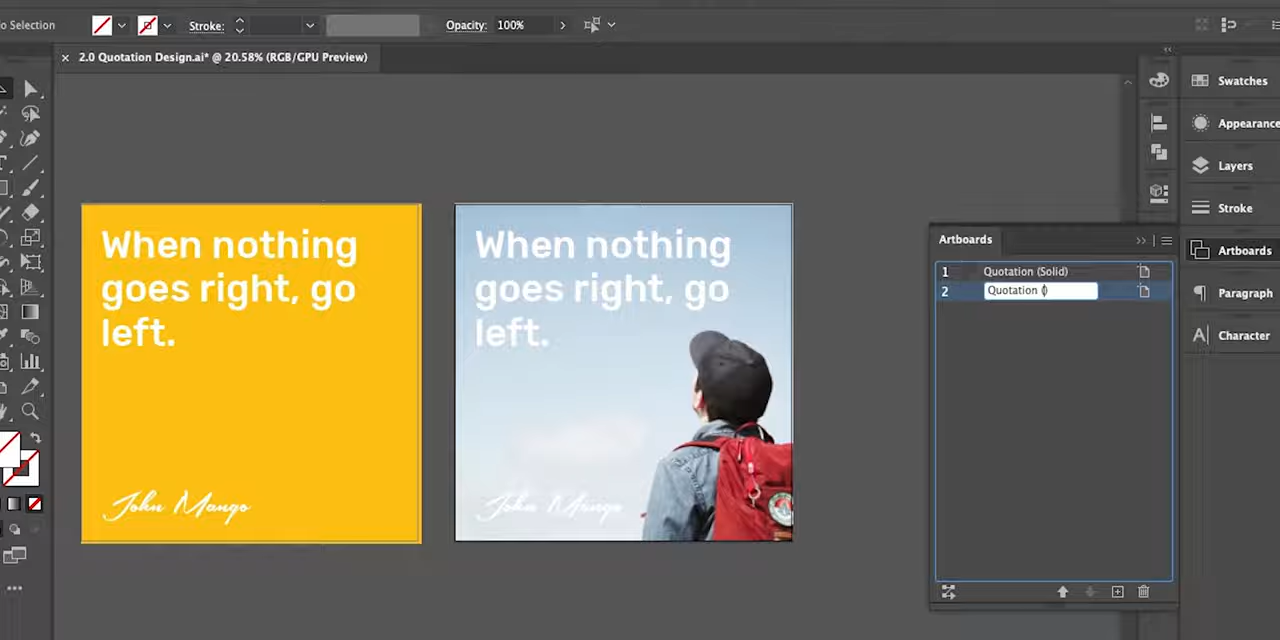 o Selection
Stroke:
Opacity:
100%
2.0 Quotation Design.ai* @ 20.58% (RGB/GPU Preview)
When nothing
goes right, go
left.
John Mango
When nothing
goes right, go
left.
John Mango
Artboards
1 Quotation (Solid)
2 Quotation ()
Swatches
Appearance
Layers
Stroke
Artboards
Paragraph
Character